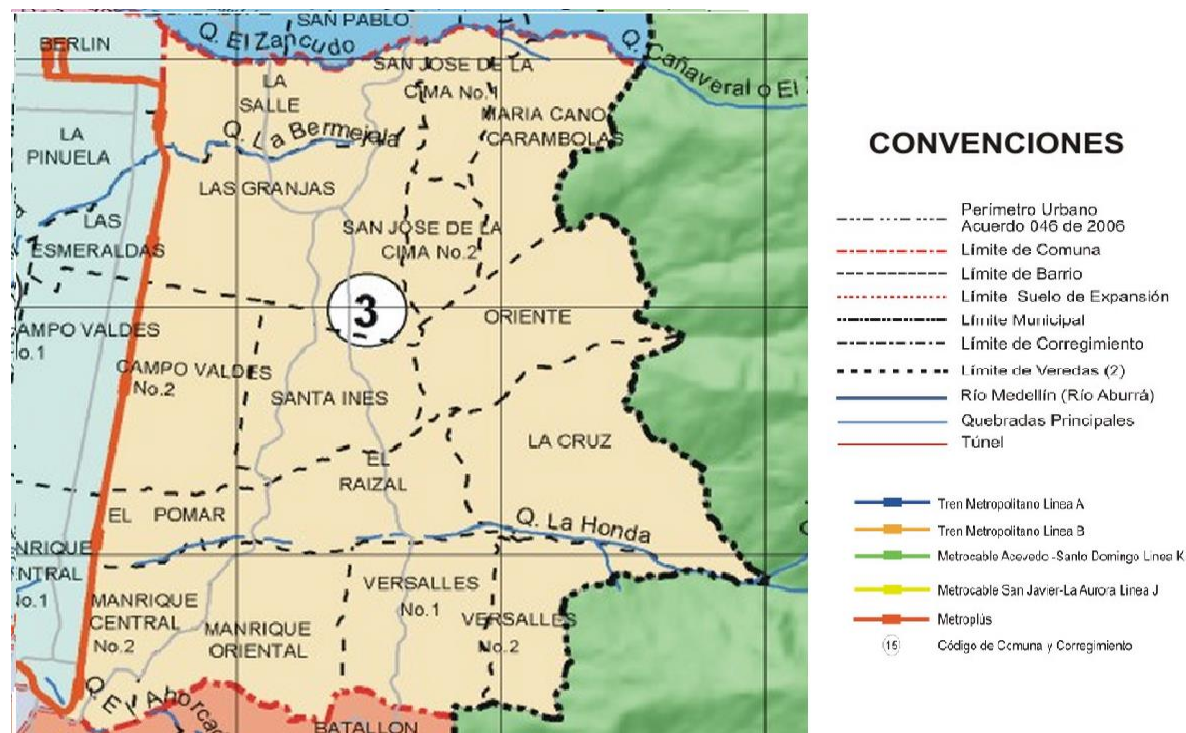 SAN PABLO
Q. El Zancudo
BERLIN
Q. Cañaveral o El
SAN JOSE DE LA
CIMA No.1
LA
SALLE
MARIA CANO
CARAMBOLAS
Q. La Bermejala
LA
PINUELA
LAS GRANJAS
LAS
ESMERALDAS
SAN JOSE DE LA
CIMA No.2
3
ORIENTE
AMPO VALDES
o.1
CAMPO VALDES
No.2
SANTA INES
LA CRUZ
EL
RAIZAL
EL POMAR
Q. La Honda
NRIQUE
NTRAL
No.1
VERSALLES
No.1
MANRIQUE
CENTRAL
No.2
MANRIQUE
ORIENTAL
VERSALLES
No.2
Q. El Ahorca
BATALLON
CONVENCIONES
Perímetro Urbano
Acuerdo 046 de 2006
Límite de Comuna
Límite de Barrio
Límite Suelo de Expansión
Límite Municipal
Límite de Corregimiento
Límite de Veredas (2)
Río Medellín (Río Aburrá)
Quebradas Principales
Túnel
Tren Metropolitano Linea A
Tren Metropolitano Linea B
Metrocable Acevedo -Santo Domingo Linea K
Metrocable San Javier-La Aurora Linea J
Metroplús
15 Código de Comuna y Corregimiento